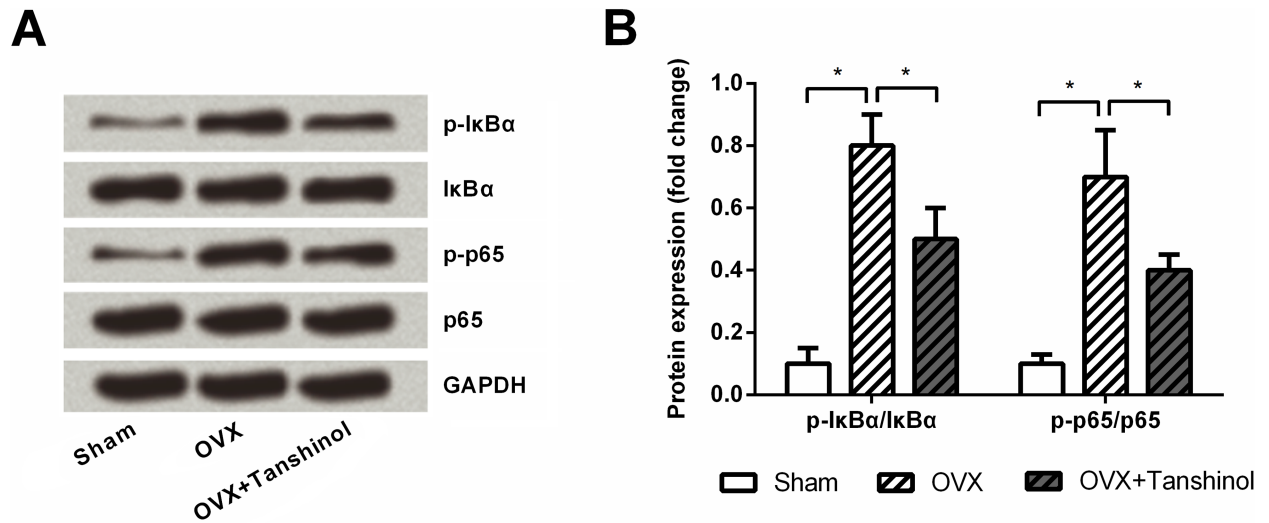 A
p-IκBα
IκBα
p-p65
p65
GAPDH
Sham
OVX
OVX+Tanshinol
B
Protein expression (fold change)
1.0
0.8
0.6
0.4
0.2
0.0
* * * *
p-IκBα/IκBα p-p65/p65
Sham OVX OVX+Tanshinol